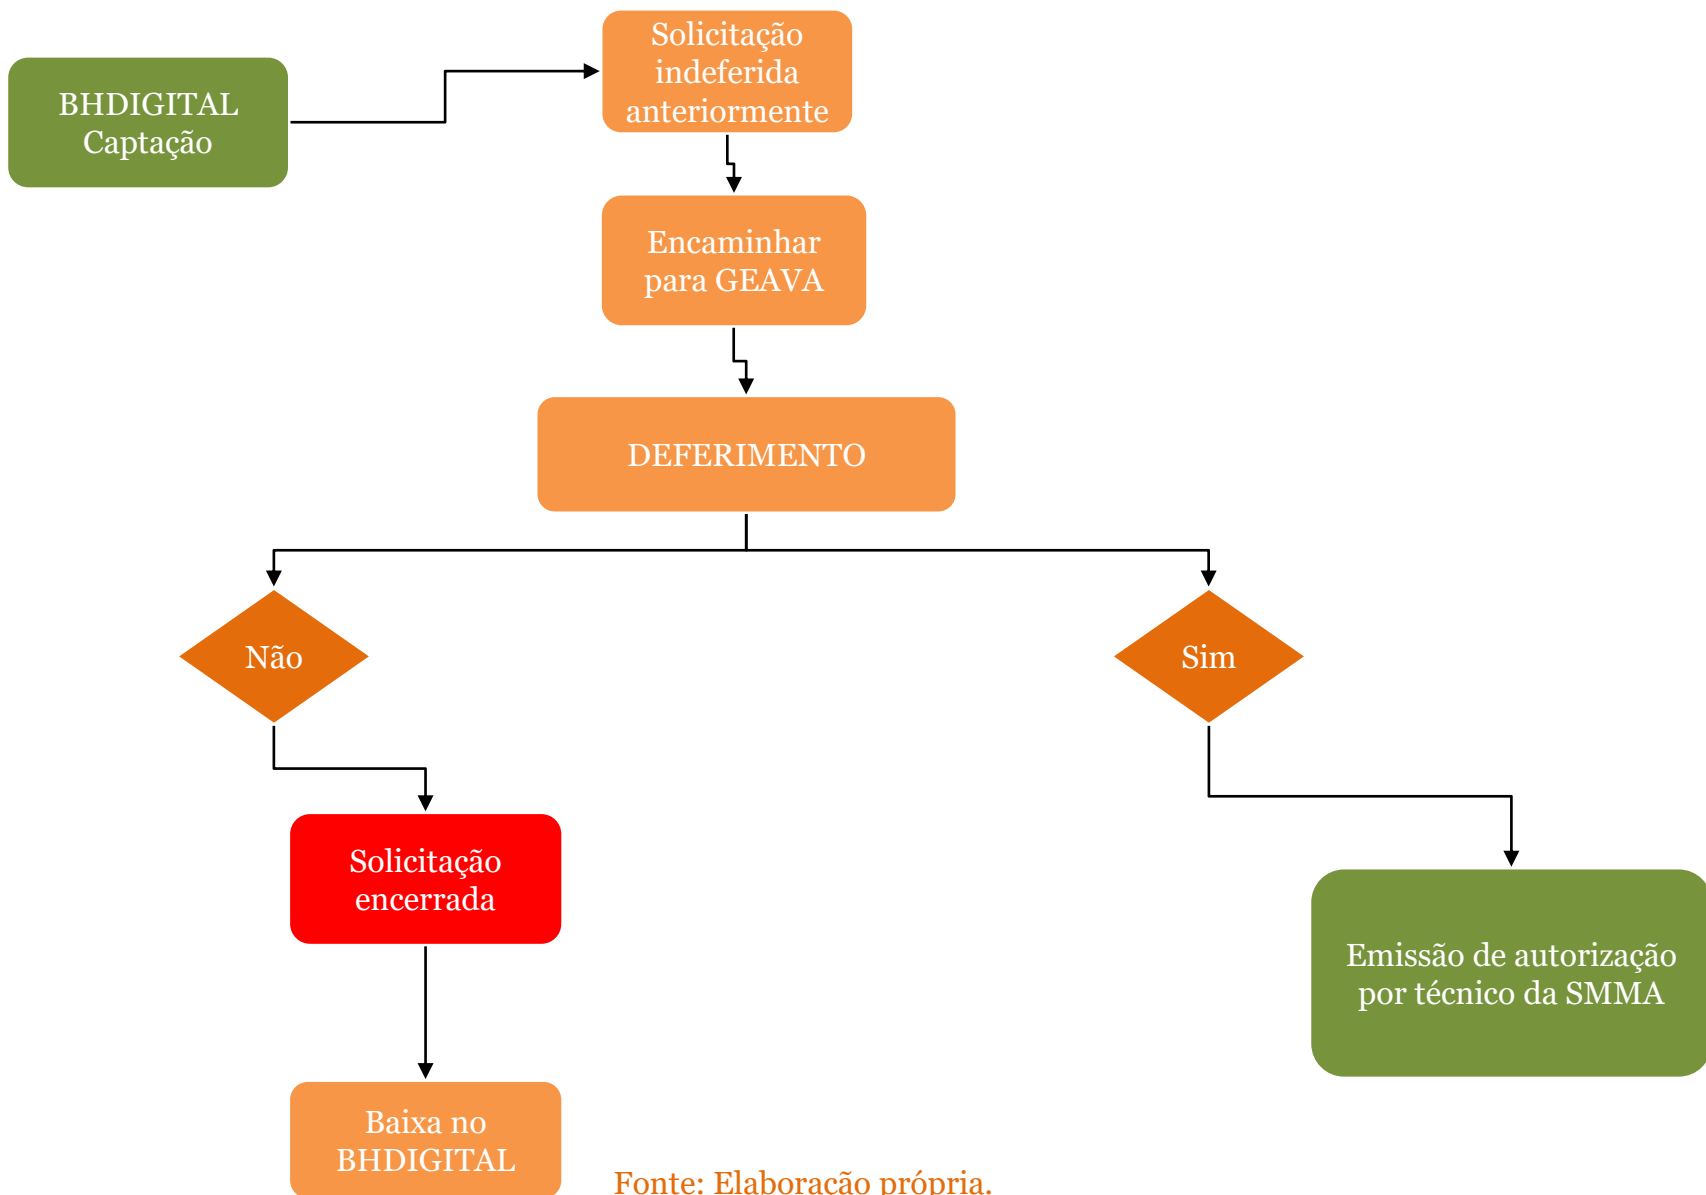 BHDIGITAL
Captação
Solicitação
indeferida
anteriormente
Encaminhar
para GEAVA
DEFERIMENTO
Não
Sim
Solicitação
encerrada
Emissão de autorização
por técnico da SMMA
Baixa no
BHDIGITAL
Fonte: Elaboração própria.